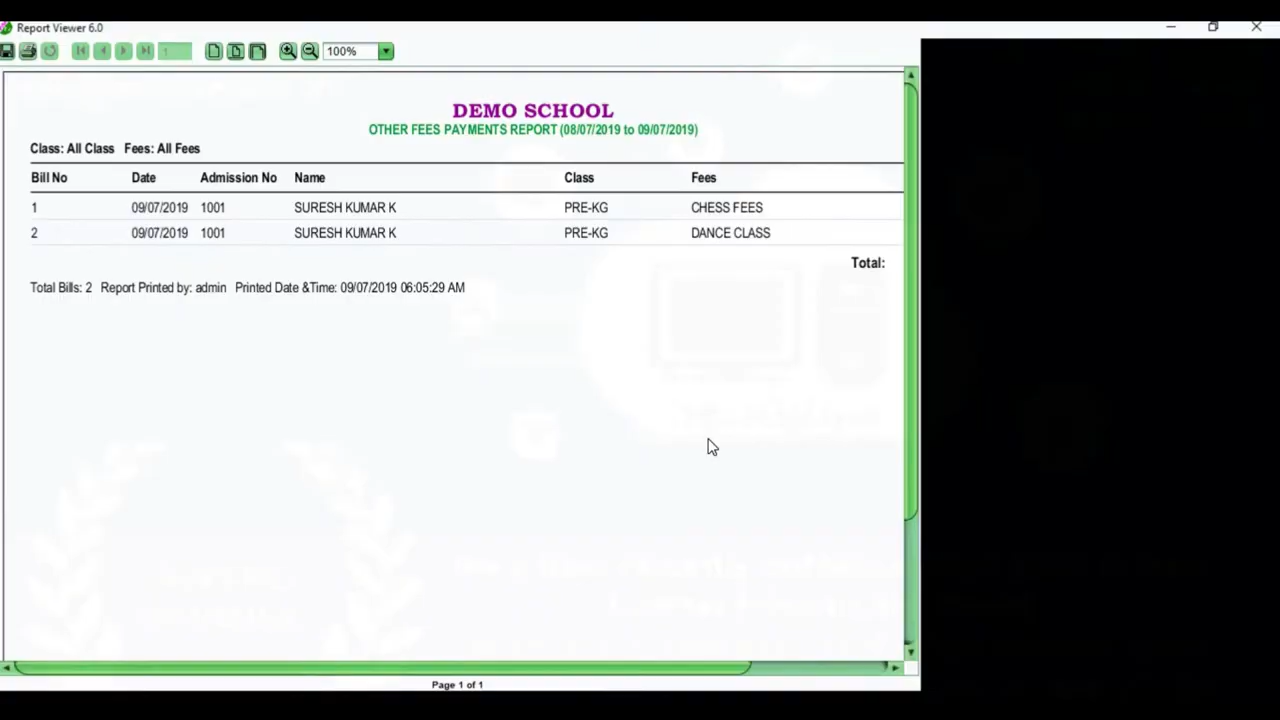 Report Viewer 6.0
1 100%
DEMO SCHOOL
OTHER FEES PAYMENTS REPORT (08/07/2019 to 09/07/2019)
Class: All Class Fees: All Fees
Bill No Date Admission No Name Class Fees
1 09/07/2019 1001 SURESH KUMAR K PRE-KG CHESS FEES
2 09/07/2019 1001 SURESH KUMAR K PRE-KG DANCE CLASS
Total:
Total Bills: 2 Report Printed by: admin Printed Date &Time: 09/07/2019 06:05:29 AM
Page 1 of 1